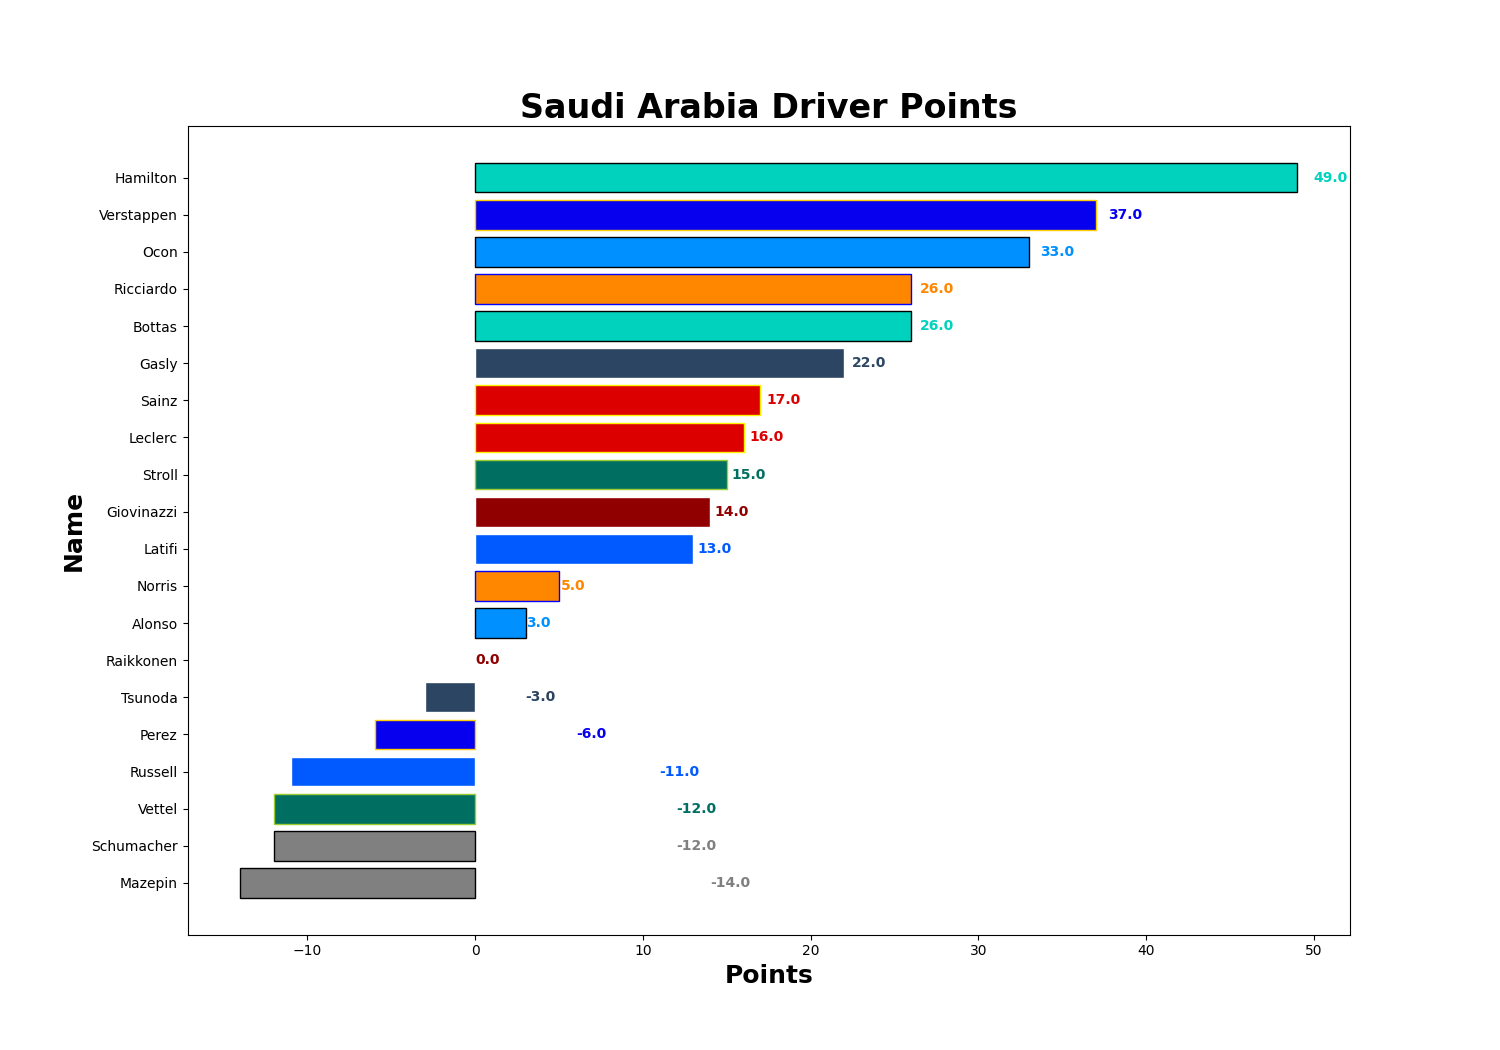 Saudi Arabia Driver Points
Hamilton 49.0
Verstappen 37.0
Ocon 33.0
Ricciardo 26.0
Bottas 26.0
Gasly 22.0
Sainz 17.0
Leclerc 16.0
Stroll 15.0
Giovinazzi 14.0
Latifi 13.0
Norris 5.0
Alonso 3.0
Raikkonen 0.0
Tsunoda -3.0
Perez -6.0
Russell -11.0
Vettel -12.0
Schumacher -12.0
Mazepin -14.0
Name
−10 0 10 20 30 40 50
Points